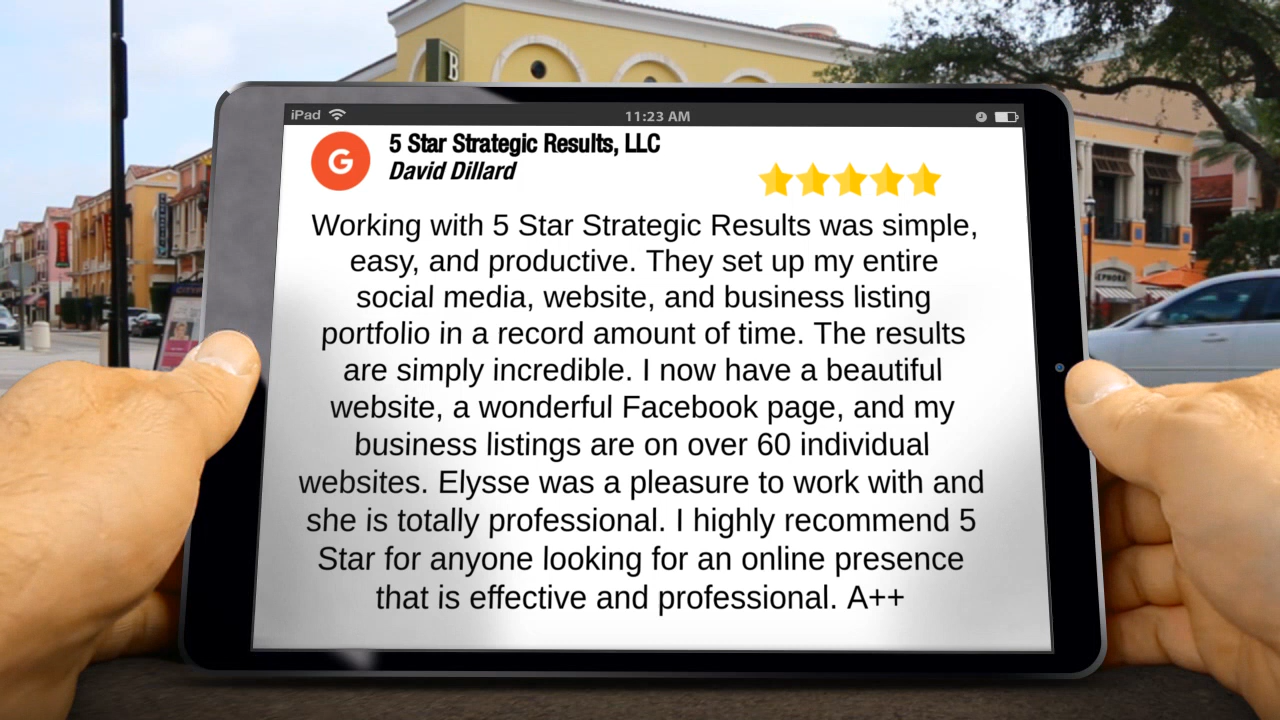 B
iPad
11:23 AM
G
5 Star Strategic Results, LLC
David Dillard
Working with 5 Star Strategic Results was simple,
easy, and productive. They set up my entire
social media, website, and business listing
portfolio in a record amount of time. The results
are simply incredible. I now have a beautiful
website, a wonderful Facebook page, and my
business listings are on over 60 individual
websites. Elysse was a pleasure to work with and
she is totally professional. I highly recommend 5
Star for anyone looking for an online presence
that is effective and professional. A++
SEPHORA